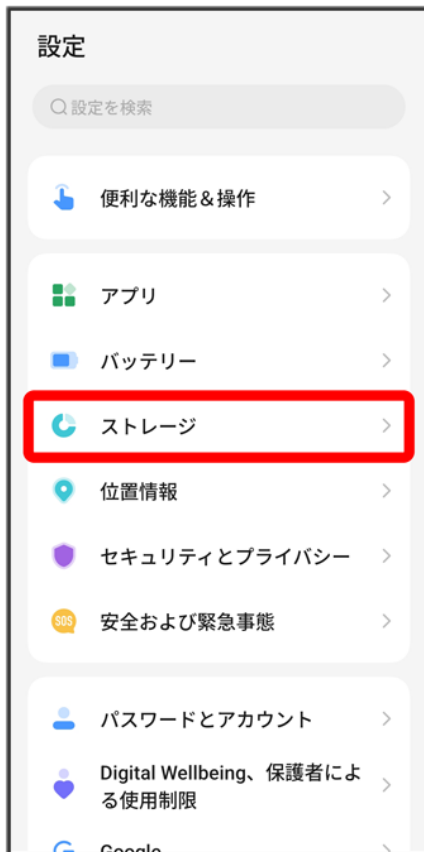 設定
設定を検索
便利な機能&操作
アプリ
バッテリー
ストレージ
位置情報
セキュリティとプライバシー
SOS
安全および緊急事態
パスワードとアカウント
Digital Wellbeing、保護者によ
る使用制限
Google